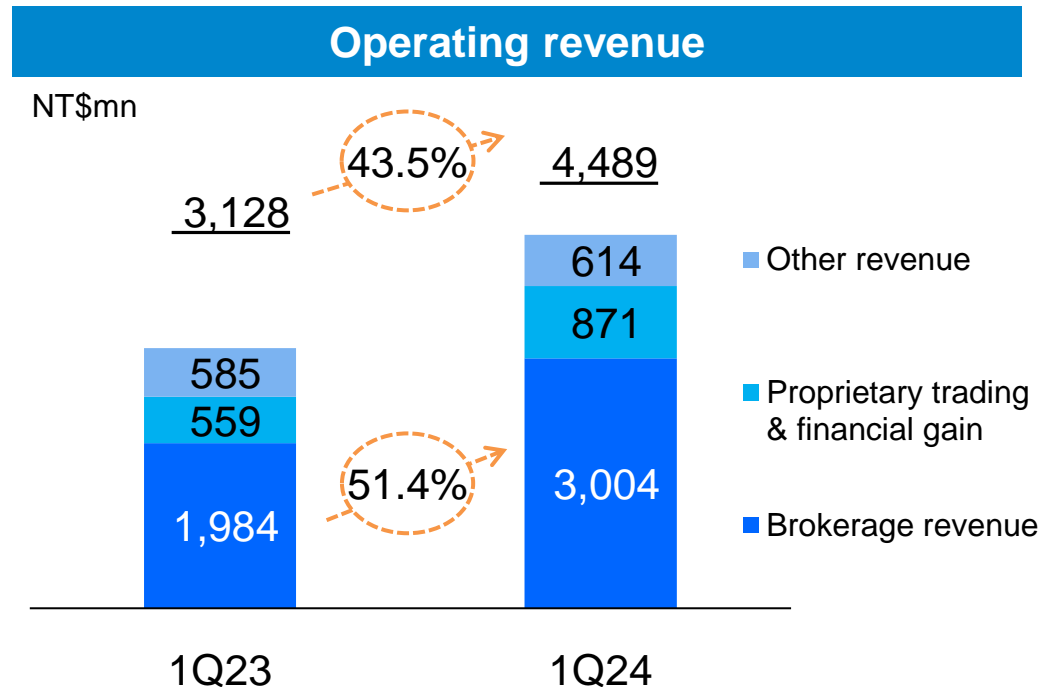 Operating revenue
NT$mn
43.5%
4,489
3,128
614
Other revenue
871
585
Proprietary trading
& financial gain
559
51.4%
3,004
1,984
Brokerage revenue
1Q23
1Q24